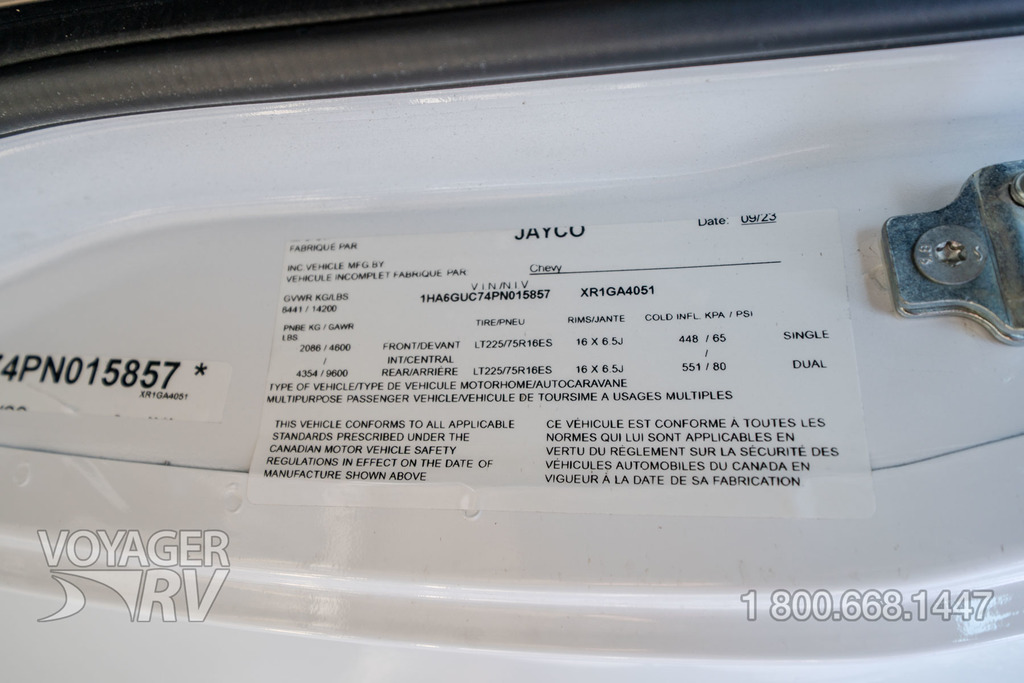 JAYCO Date: 09/23
FABRIQUE PAR
INC.VEHICLE MFG.BY Chevy
VEHICULE INCOMPLET FABRIQUE PAR
VIN/NIV
GVWR KG/LBS 1HA6GUC74PN015857 XR1GA4051
6441 / 14200
PNBE KG / GAWR LBS TIRE/PNEU RIMS/JANTE COLD INFL. KPA / PSI
2086 / 4600 FRONT/DEVANT LT225/75R16ES 16 X 6.5J 448 / 65 SINGLE
/ INT/CENTRAL /
4354 / 9600 REAR/ARRIÈRE LT225/75R16ES 16 X 6.5J 551 / 80 DUAL
TYPE OF VEHICLE/TYPE DE VEHICULE MOTORHOME/AUTOCARAVANE
MULTIPURPOSE PASSENGER VEHICLE/VEHICULE DE TOURSIME A USAGES MULTIPLES
THIS VEHICLE CONFORMS TO ALL APPLICABLE
STANDARDS PRESCRIBED UNDER THE
CANADIAN MOTOR VEHICLE SAFETY
REGULATIONS IN EFFECT ON THE DATE OF
MANUFACTURE SHOWN ABOVE
CE VÉHICULE EST CONFORME À TOUTES LES
NORMES QUI LUI SONT APPLICABLES EN
VERTU DU RÉGLEMENT SUR LA SÉCURITÉ DES
VÉHICULES AUTOMOBILES DU CANADA EN
VIGUEUR À LA DATE DE SA FABRICATION
74PN015857 *
XR1GA4051
VOYAGER
RV
1 800.668.1447